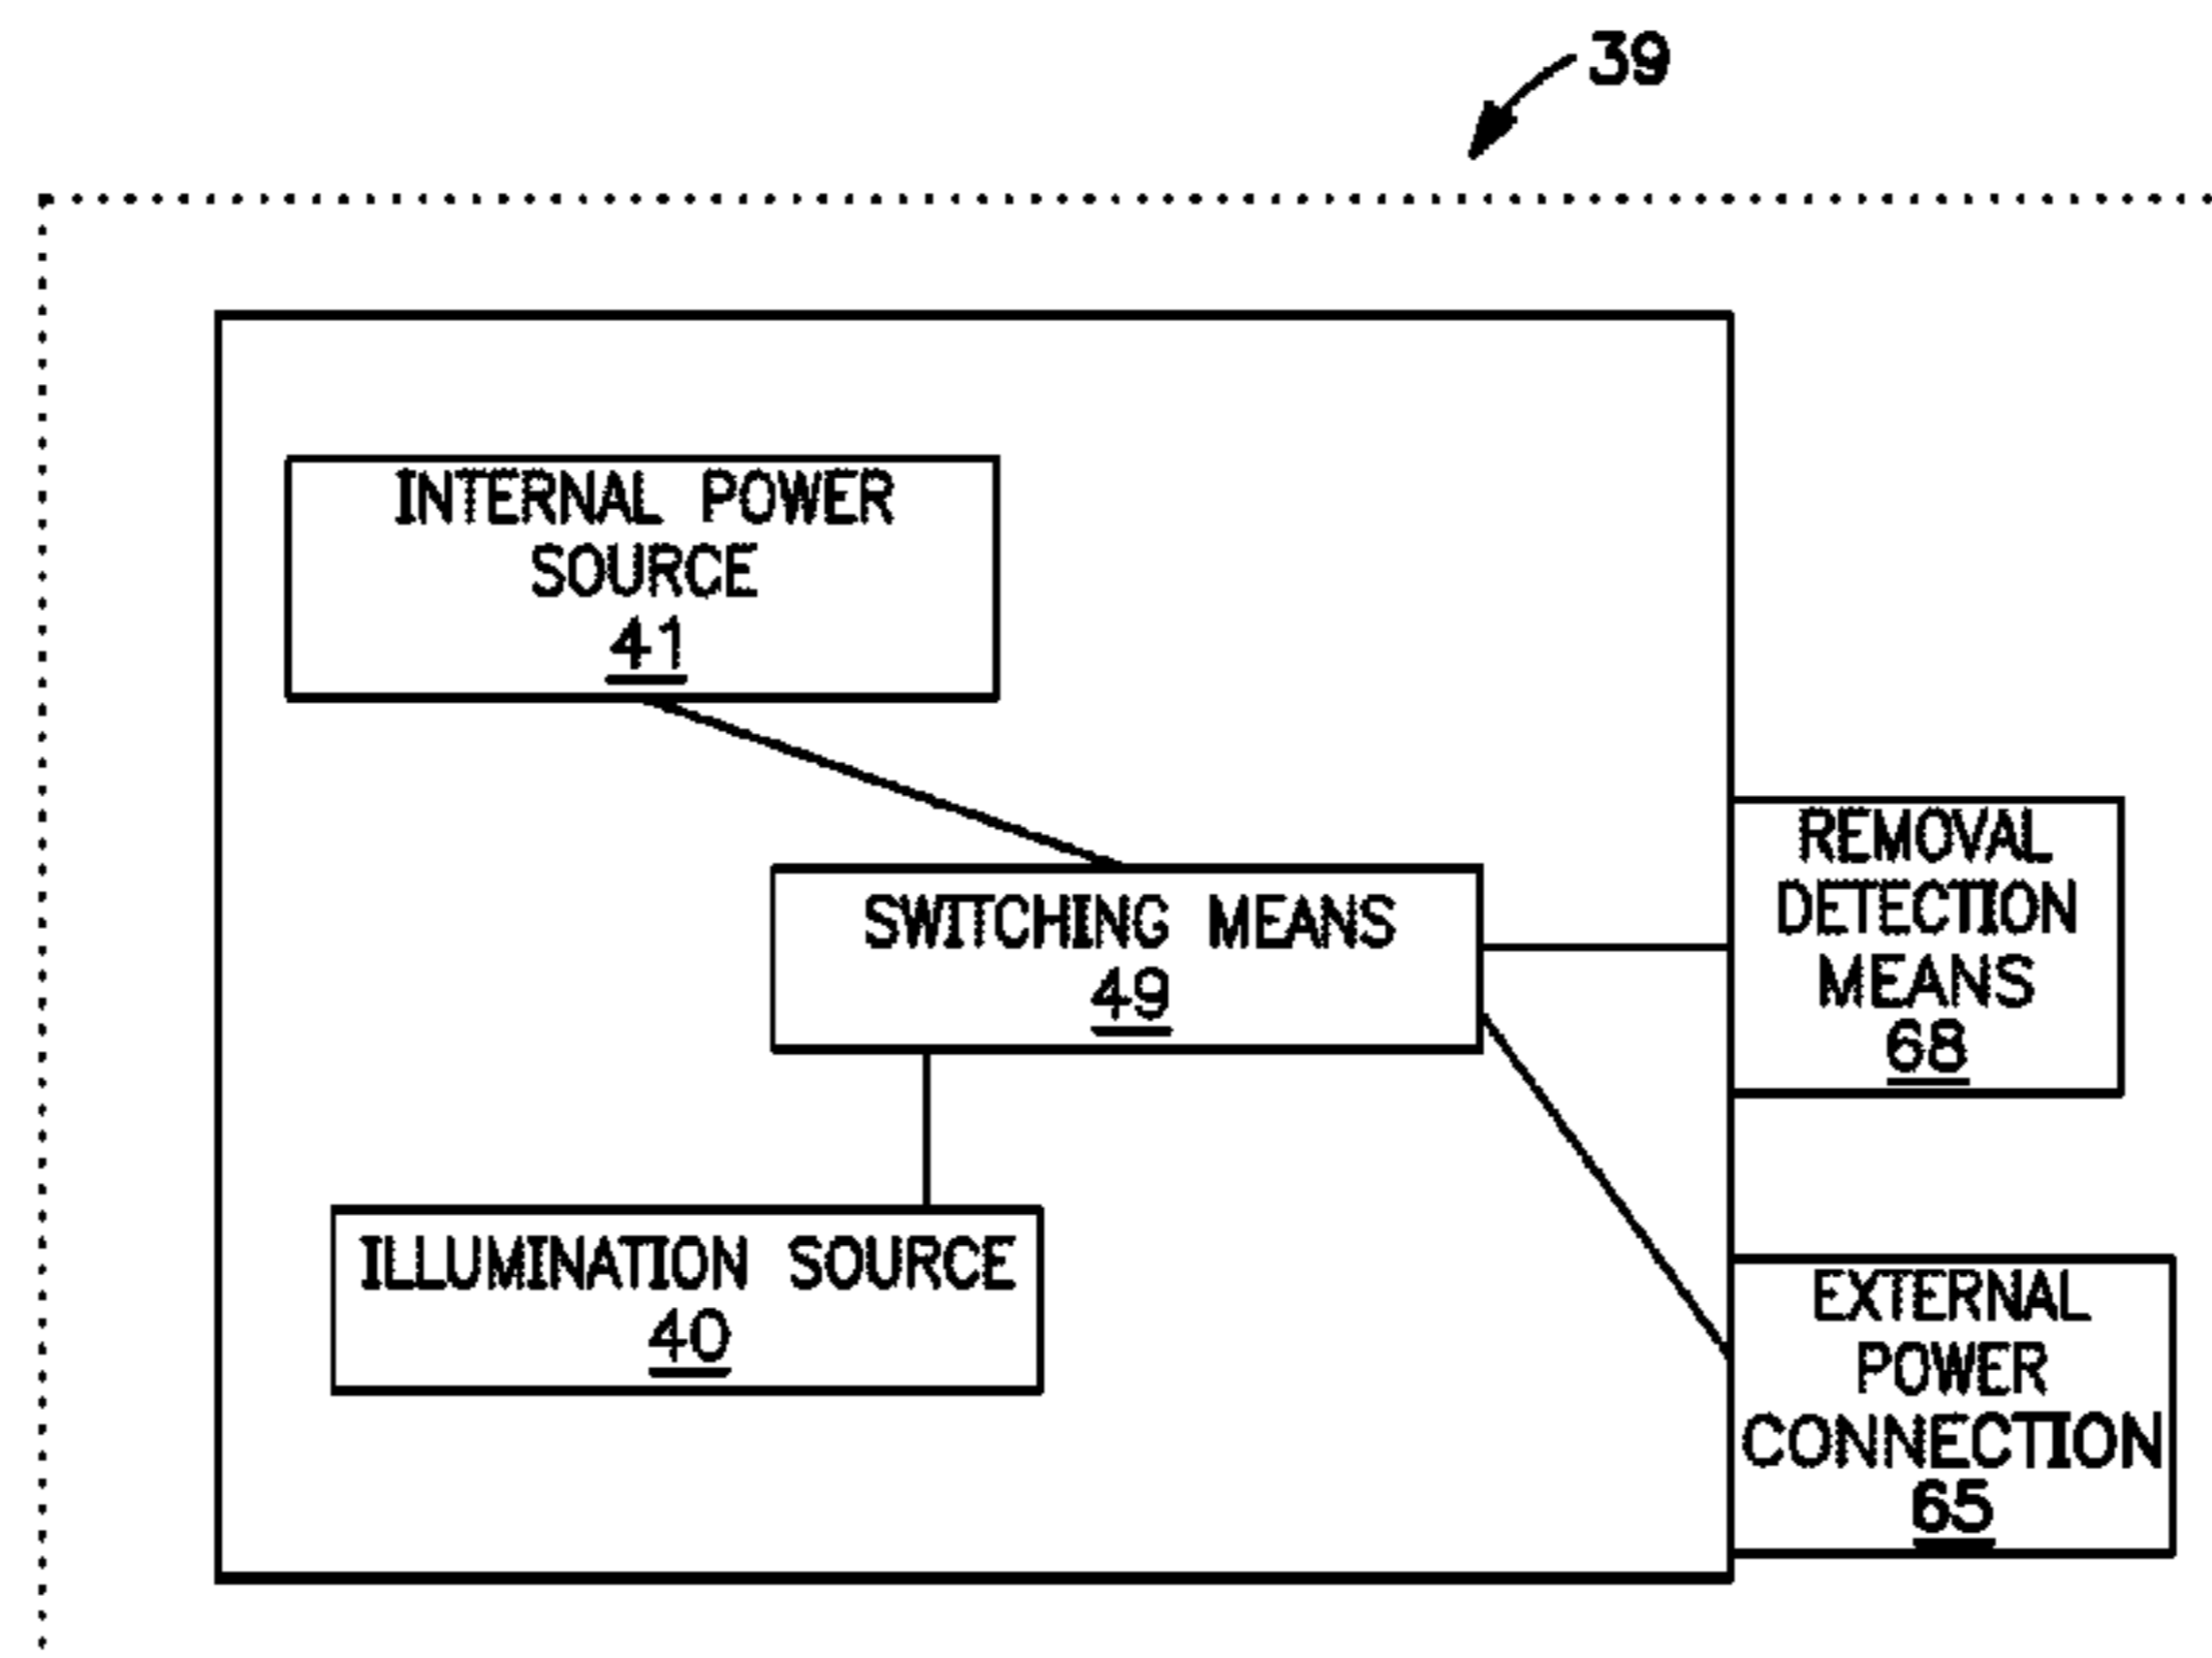 39
INTERNAL POWER
SOURCE
41
SWITCHING MEANS
49
REMOVAL
DETECTION
MEANS
68
ILLUMINATION SOURCE
40
EXTERNAL
POWER
CONNECTION
65